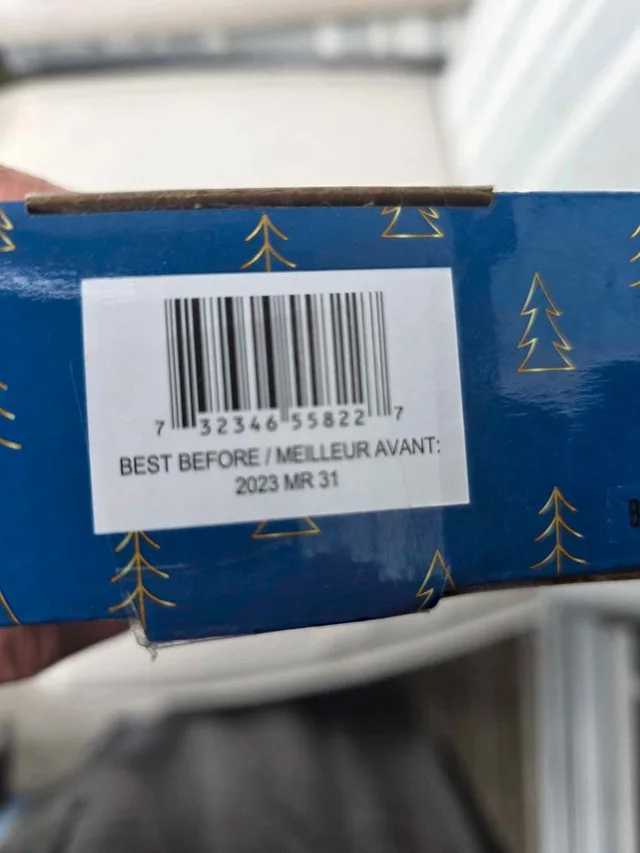 7 32346 55822 7
BEST BEFORE / MEILLEUR AVANT:
2023 MR 31